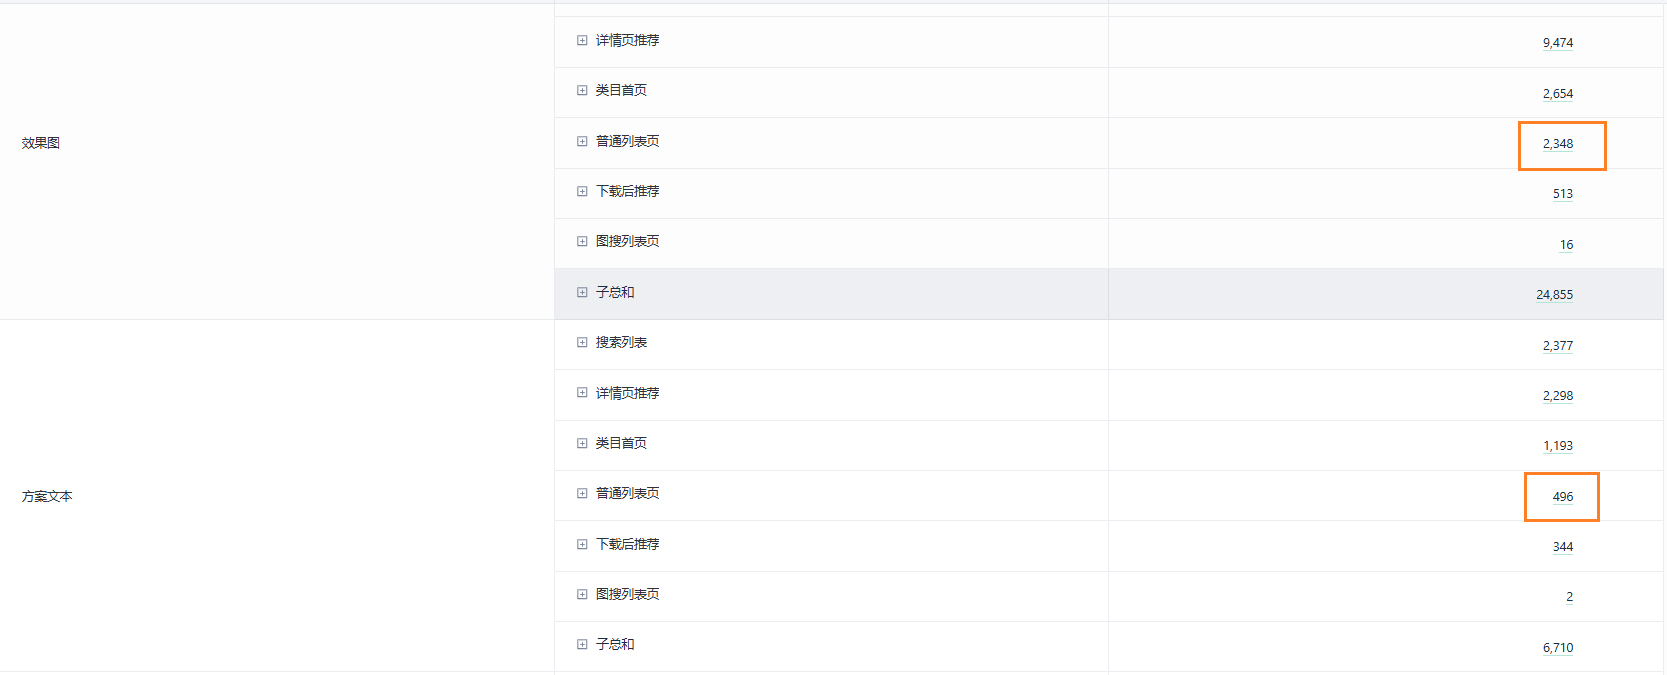 详情页推荐 9,474
类目首页 2,654
效果图
普通列表页 2,348
下载后推荐 513
图搜列表页 16
子总和 24,855
搜索列表 2,377
详情页推荐 2,298
类目首页 1,193
方案文本
普通列表页 496
下载后推荐 344
图搜列表页 2
子总和 6,710